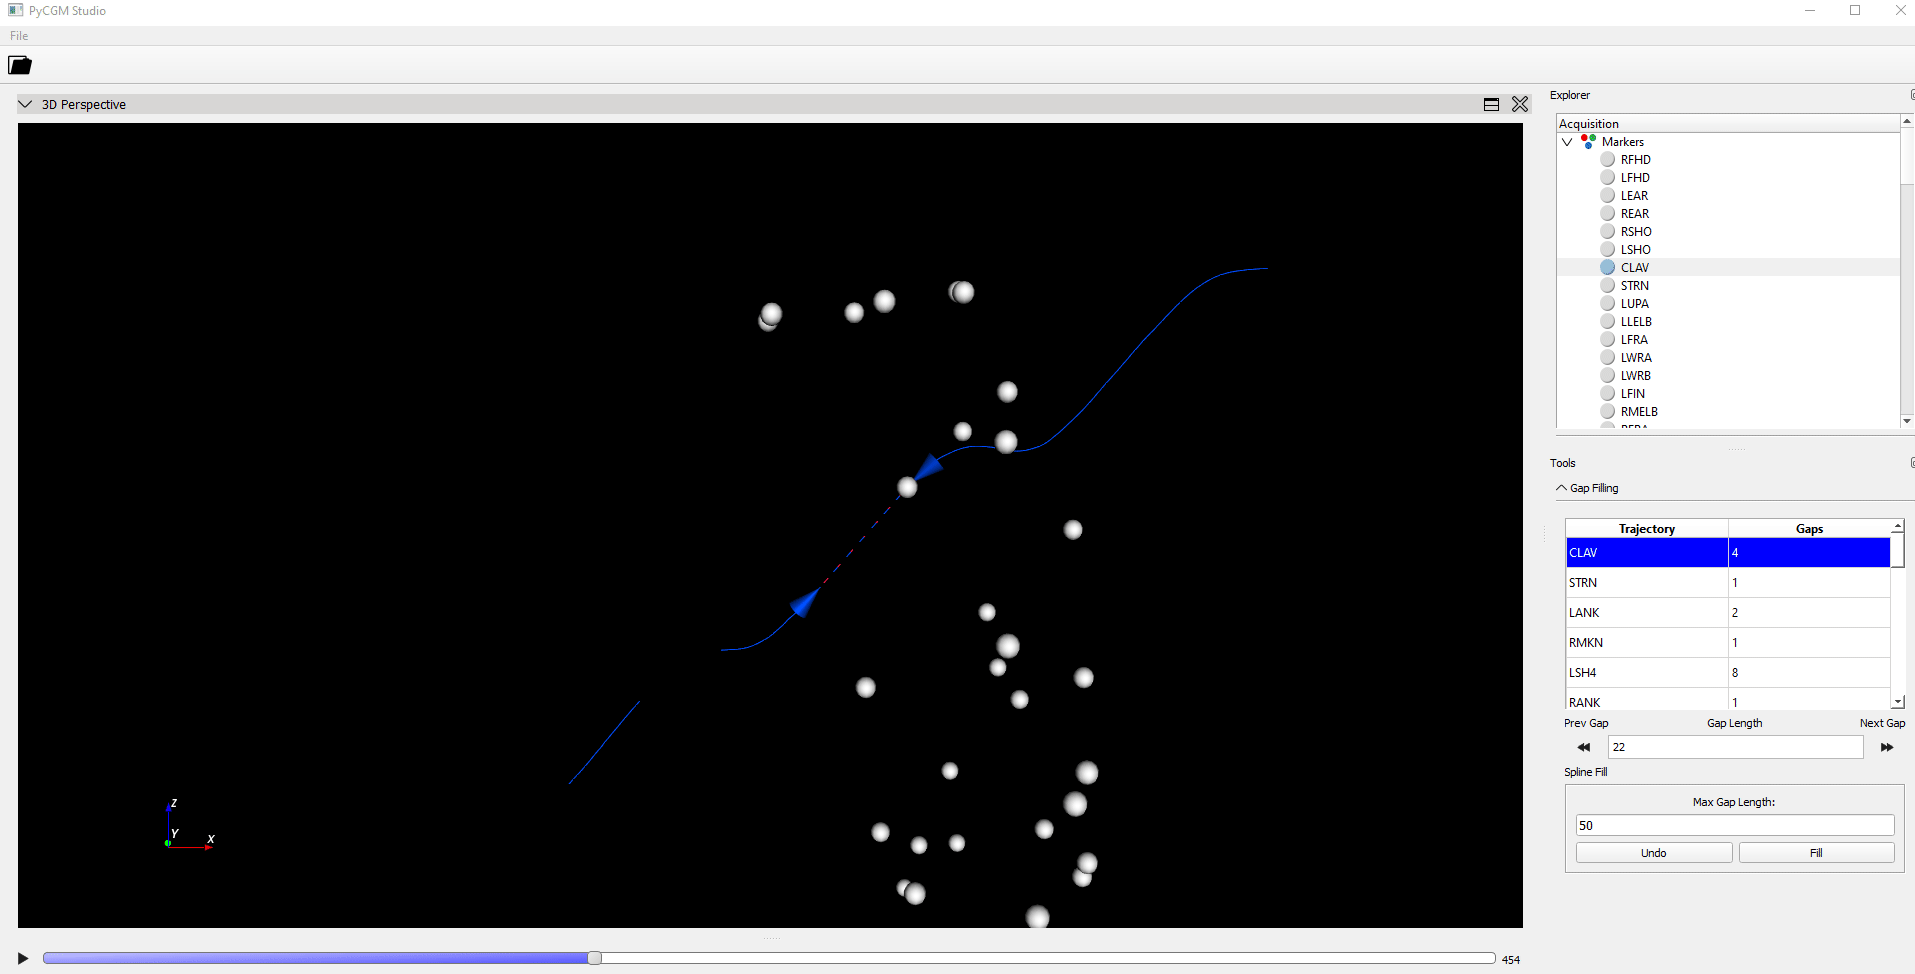 PyCGM Studio
File
3D Perspective
Z
Y
X
454
Explorer
Acquisition
Markers
RFHD
LFHD
LEAR
REAR
RSHO
LSHO
CLAV
STRN
LUPA
LLELB
LFRA
LWRA
LWRB
LFIN
RMELB
Tools
Gap Filling
Trajectory Gaps
CLAV 4
STRN 1
LANK 2
RMKN 1
LSH4 8
RANK 1
Prev Gap Gap Length Next Gap
22
Spline Fill
Max Gap Length:
50
Undo Fill